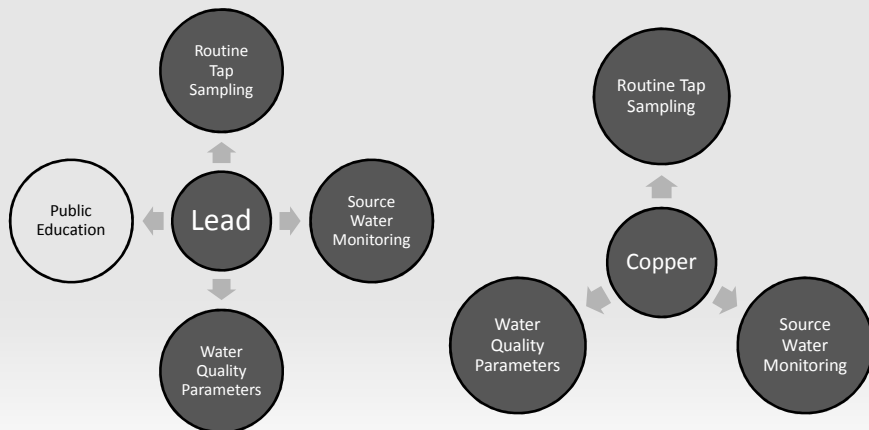 Routine
Tap
Sampling
Public
Education
Lead
Source
Water
Monitoring
Water
Quality
Parameters
Routine Tap
Sampling
Copper
Water
Quality
Parameters
Source
Water
Monitoring